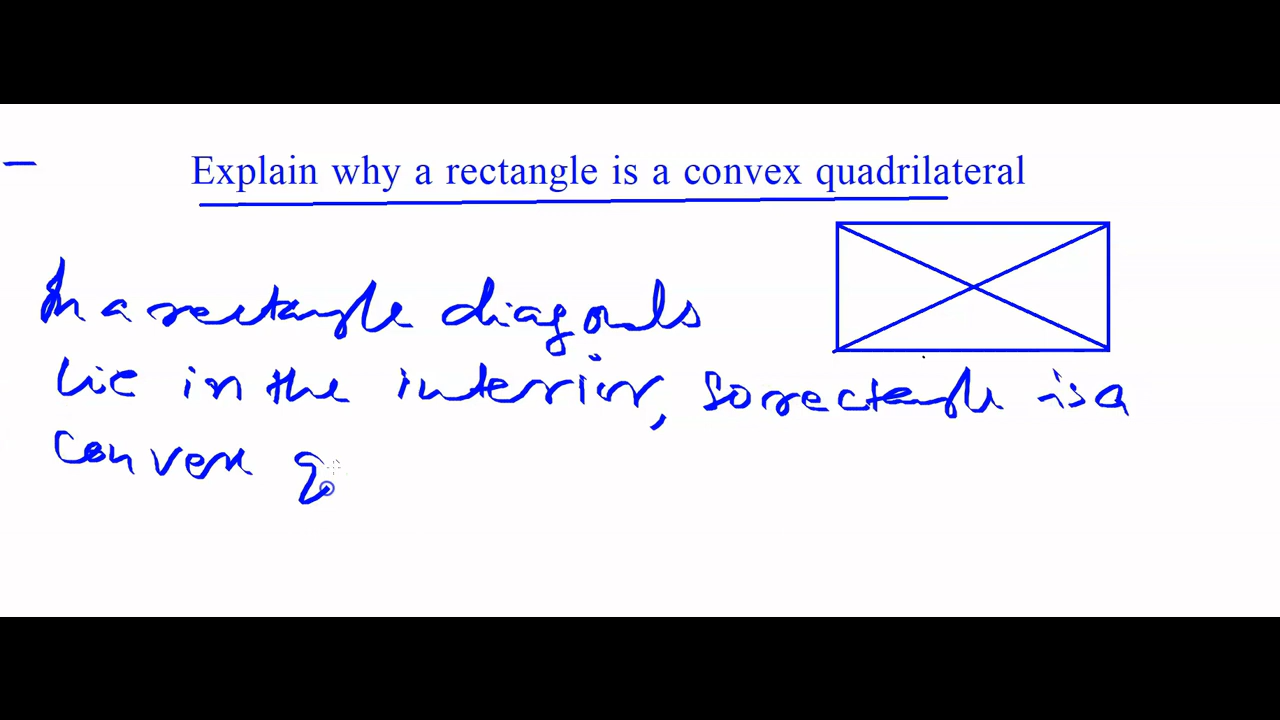 Explain why a rectangle is a convex quadrilateral
In a rectangle diagonals
lie in the interior, so rectangle is a
convex q